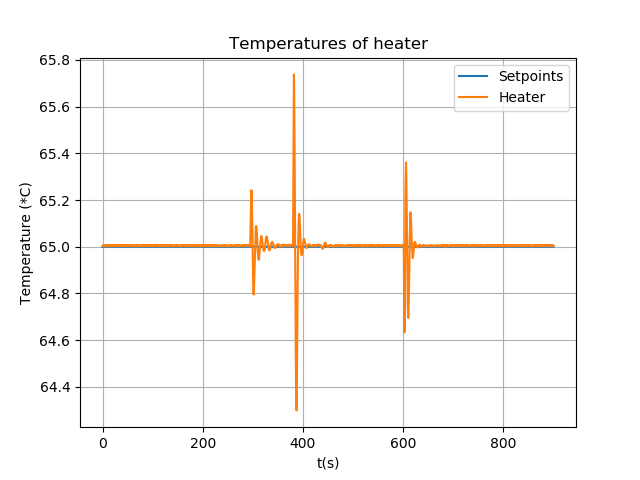 Temperatures of heater
Setpoints
Heater
Temperature (*C)
65.8
65.6
65.4
65.2
65.0
64.8
64.6
64.4
0 200 400 600 800
t(s)